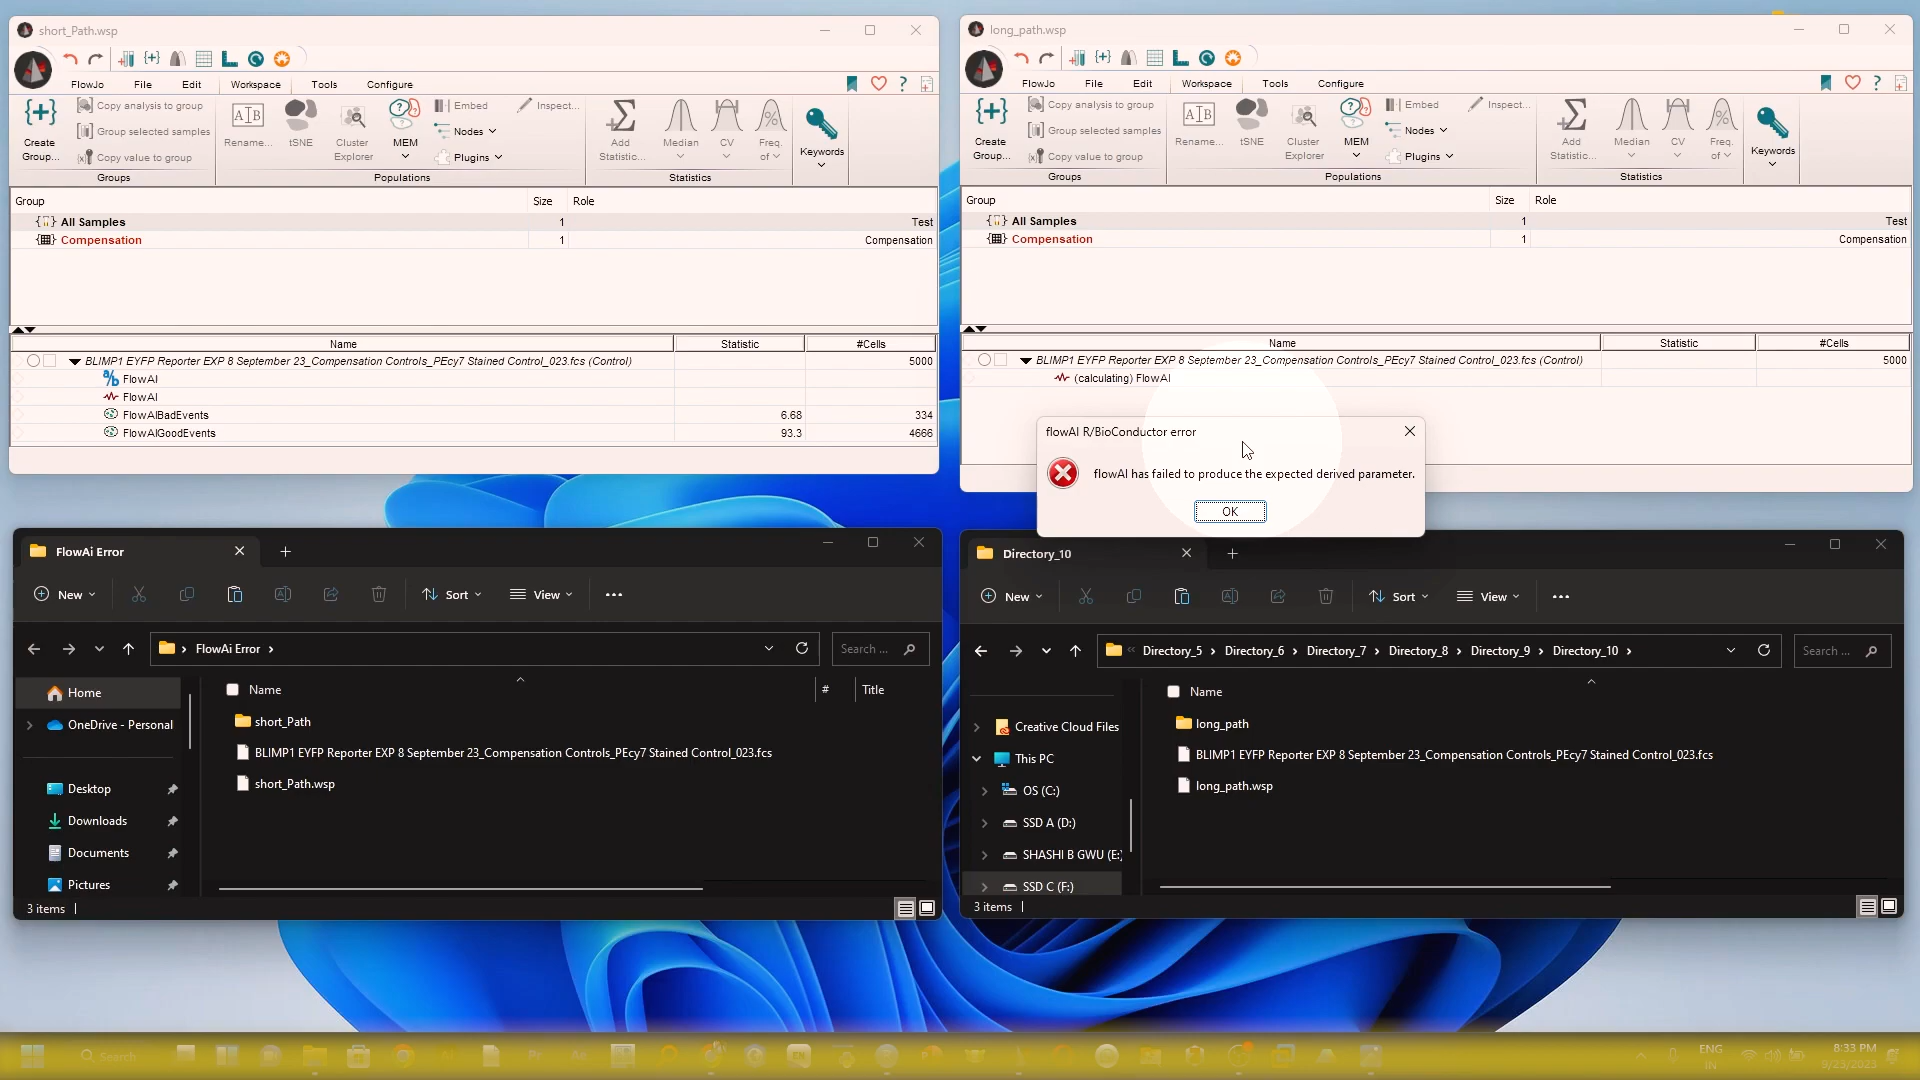 short_Path.wsp
FlowJo File Edit Workspace Tools Configure
Create Group...
Copy analysis to group
Group selected samples
Copy value to group
Groups
Rename... tSNE Cluster Explorer MEM
Embed
Nodes
Plugins
Inspect...
Populations
Add Statistic... Median CV Freq. of
Statistics
Keywords
Group Size Role
All Samples 1 Test
Compensation 1 Compensation
Name Statistic #Cells
BLIMP1 EYFP Reporter EXP 8 September 23_Compensation Controls_PEcy7 Stained Control_023.fcs (Control) 5000
FlowAI
FlowAI
FlowAIBadEvents 6.68 334
FlowAIGoodEvents 93.3 4666
long_path.wsp
FlowJo File Edit Workspace Tools Configure
Create Group...
Copy analysis to group
Group selected samples
Copy value to group
Groups
Rename... tSNE Cluster Explorer MEM
Embed
Nodes
Plugins
Inspect...
Populations
Add Statistic... Median CV Freq. of
Statistics
Keywords
Group Size Role
All Samples 1 Test
Compensation 1 Compensation
Name Statistic #Cells
BLIMP1 EYFP Reporter EXP 8 September 23_Compensation Controls_PEcy7 Stained Control_023.fcs (Control) 5000
(calculating) FlowAI
flowAI R/BioConductor error
flowAI has failed to produce the expected derived parameter.
OK
FlowAi Error
New Sort View
FlowAi Error Search ...
Home
OneDrive - Personal
Desktop
Downloads
Documents
Pictures
Name # Title
short_Path
BLIMP1 EYFP Reporter EXP 8 September 23_Compensation Controls_PEcy7 Stained Control_023.fcs
short_Path.wsp
3 items
Directory_10
New Sort View
Directory_5 Directory_6 Directory_7 Directory_8 Directory_9 Directory_10 Search ...
Creative Cloud Files
This PC
OS (C:)
SSD A (D:)
SHASHI B GWU (E:)
SSD C (F:)
Name
long_path
BLIMP1 EYFP Reporter EXP 8 September 23_Compensation Controls_PEcy7 Stained Control_023.fcs
long_path.wsp
3 items
Search
ENG
IN
8:33 PM
9/23/2023